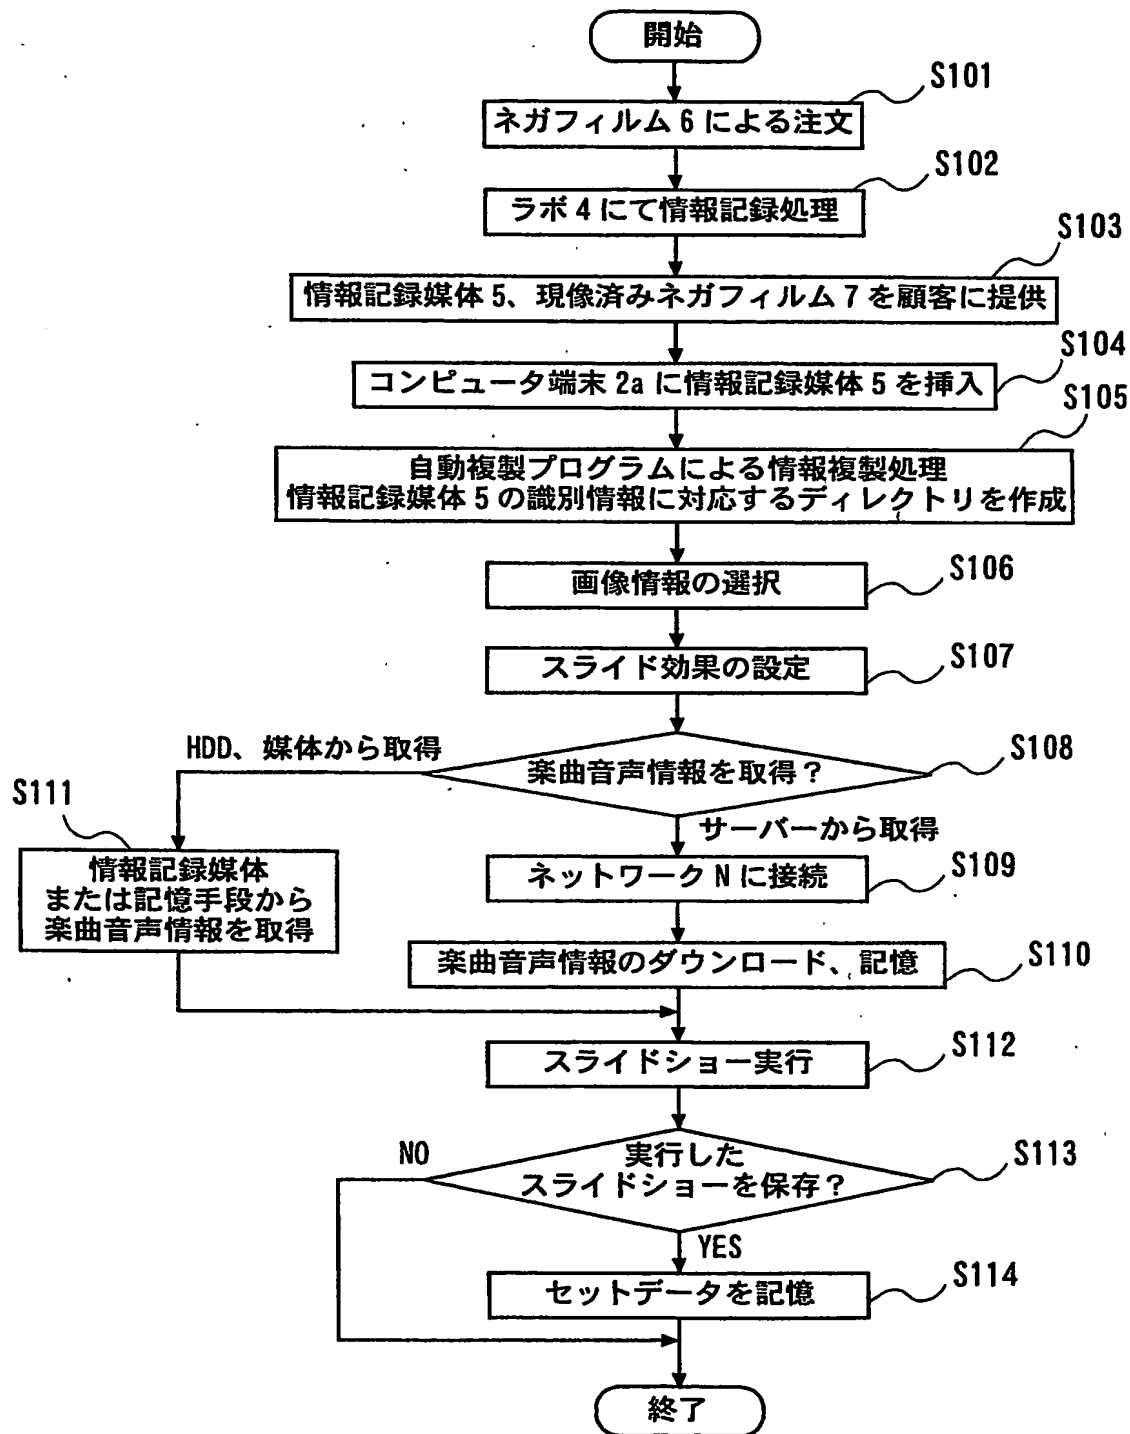 開始
S101
ネガフィルム6による注文
S102
ラボ4にて情報記録処理
S103
情報記録媒体5、現像済みネガフィルム7を顧客に提供
S104
コンピュータ端末2aに情報記録媒体5を挿入
S105
自動複製プログラムによる情報複製処理
情報記録媒体5の識別情報に対応するディレクトリを作成
S106
画像情報の選択
S107
スライド効果の設定
HDD、媒体から取得
S108
楽曲音声情報を取得?
S111
サーバーから取得
情報記録媒体
または記憶手段から
楽曲音声情報を取得
S109
ネットワークNに接続
S110
楽曲音声情報のダウンロード、記憶
S112
スライドショー実行
NO
S113
実行した
スライドショーを保存?
YES
S114
セットデータを記憶
終了